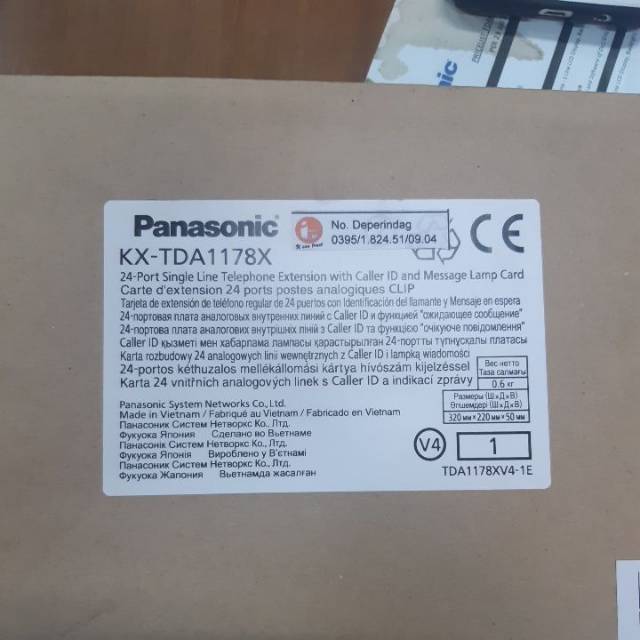 Panasonic
No. Deperindag
0395/1.824.51/09.04
CE
KX-TDA1178X
24-Port Single Line Telephone Extension with Caller ID and Message Lamp Card
Carte d'extension 24 ports postes analogiques CLIP
Tarjeta de extensión de teléfono regular de 24 puertos con Identificación del llamante y Mensaje en espera
24-портовая плата аналоговых внутренних линий с Caller ID и функцией "ожидающее сообщение"
24-портова плата аналогових внутрішніх ліній з Caller ID та функцією "очікуюче повідомлення"
Caller ID қызметі мен хабарлама лампасы қарастырылған 24-портты тұтнұсқалы платасы
Karta rozbudowy 24 analogowych linii wewnętrznych z Caller ID i lampką wiadomości
24-portos kéthuzalos mellékállomási kártya hívószám kijelzéssel
Karta 24 vnitřních analogových linek s Caller ID a indikací zprávy
Вес нетто
Таза салмағы
0.6 кг
Размеры (Ш×Д×В)
Өлшемдері (Ш×Д×В)
320 мм×220 мм×50 мм
Panasonic System Networks Co.,Ltd.
Made in Vietnam / Fabriqué au Vietnam / Fabricado en Vietnam
Панасоник Систем Нетворкс Ко., Лтд.
Фукуока Япония Сделано во Вьетнаме
Панасонік Систем Нетворкс Ко., Лтд.
Фукуока Японія Вироблено у В'єтнамі
Панасоник Систем Нетворкс Ко., Лтд.
Фукуока Жапония Вьетнамда жасалған
V4
1
TDA1178XV4-1E